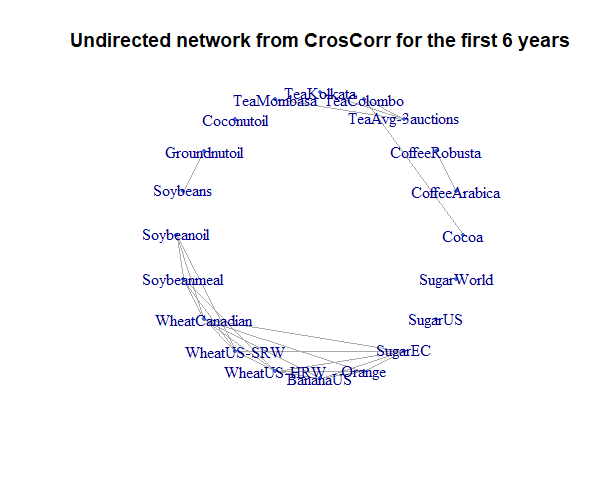 Undirected network from CrosCorr for the first 6 years
TeaKolkata
TeaMombasa TeaColombo
Coconutoil TeaAvg-3auctions
Groundnutoil CoffeeRobusta
Soybeans CoffeeArabica
Soybeanoil Cocoa
Soybeanmeal SugarWorld
WheatCanadian SugarUS
WheatUS-SRW SugarEC
WheatUS-HRW Orange
BananaUS